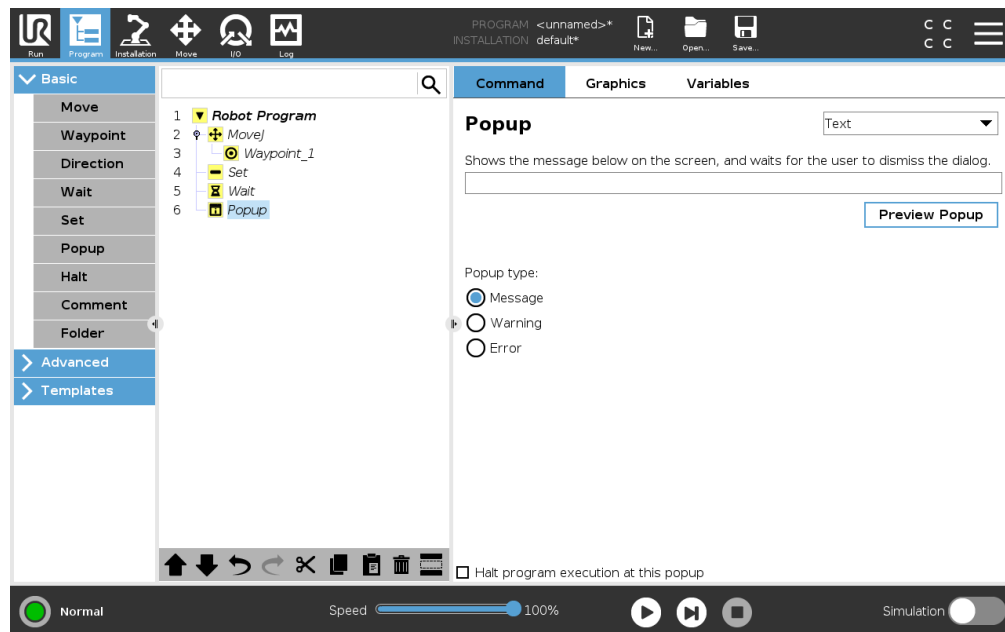 UR
PROGRAM <unnamed>*
INSTALLATION default*
C C
C C
Run Program Installation Move I/O Log New... Open... Save...
Basic
Move
Waypoint
Direction
Wait
Set
Popup
Halt
Comment
Folder
Advanced
Templates
1 Robot Program
2 MoveJ
3 Waypoint_1
4 Set
5 Wait
6 Popup
Command Graphics Variables
Popup
Text
Shows the message below on the screen, and waits for the user to dismiss the dialog.
Preview Popup
Popup type:
Message
Warning
Error
Halt program execution at this popup
Normal
Speed 100%
Simulation